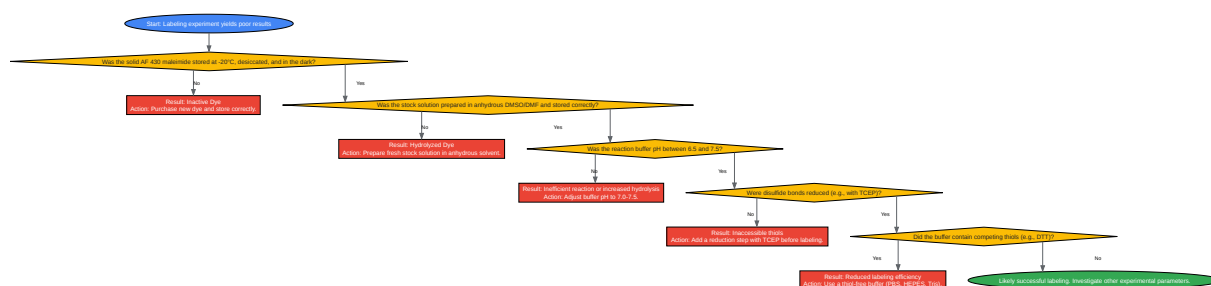 Start: Labeling experiment yields poor results
Was the solid AF 430 maleimide stored at -20°C, desiccated, and in the dark?
No
Yes
Result: Inactive Dye
Action: Purchase new dye and store correctly.
Was the stock solution prepared in anhydrous DMSO/DMF and stored correctly?
No
Yes
Result: Hydrolyzed Dye
Action: Prepare fresh stock solution in anhydrous solvent.
Was the reaction buffer pH between 6.5 and 7.5?
No
Yes
Result: Inefficient reaction or increased hydrolysis
Action: Adjust buffer pH to 7.0-7.5.
Were disulfide bonds reduced (e.g., with TCEP)?
No
Yes
Result: Inaccessible thiols
Action: Add a reduction step with TCEP before labeling.
Did the buffer contain competing thiols (e.g., DTT)?
Yes
No
Result: Reduced labeling efficiency
Action: Use a thiol-free buffer (PBS, HEPES, Tris).
Likely successful labeling. Investigate other experimental parameters.